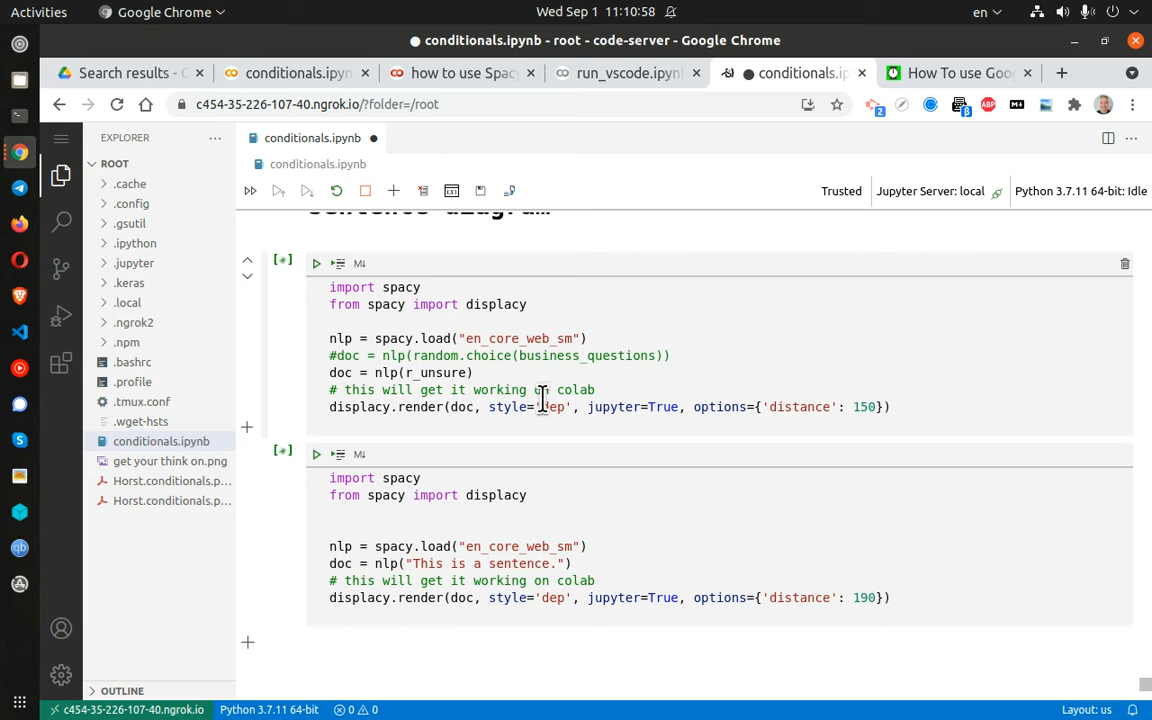 Activities
Google Chrome
Wed Sep 1 11:10:58
en
conditionals.ipynb - root - code-server - Google Chrome
Search results - G
conditionals.ipyn
how to use Spacy
run_vscode.ipynb
conditionals.ip
How To use Goog
c454-35-226-107-40.ngrok.io/?folder=/root
2
β
ABP
EXPLORER
conditionals.ipynb
ROOT
conditionals.ipynb
.cache
.config
.gsutil
.ipython
.jupyter
.keras
.local
.ngrok2
.npm
.bashrc
.profile
.tmux.conf
.wget-hsts
conditionals.ipynb
get your think on.png
Horst.conditionals.p...
Horst.conditionals.p...
OUTLINE
Trusted
Jupyter Server: local
Python 3.7.11 64-bit: Idle
[*]
M↓
import spacy
from spacy import displacy
nlp = spacy.load("en_core_web_sm")
#doc = nlp(random.choice(business_questions))
doc = nlp(r_unsure)
# this will get it working on colab
displacy.render(doc, style='dep', jupyter=True, options={'distance': 150})
[*]
M↓
import spacy
from spacy import displacy
nlp = spacy.load("en_core_web_sm")
doc = nlp("This is a sentence.")
# this will get it working on colab
displacy.render(doc, style='dep', jupyter=True, options={'distance': 190})
c454-35-226-107-40.ngrok.io
Python 3.7.11 64-bit
0
0
Layout: us